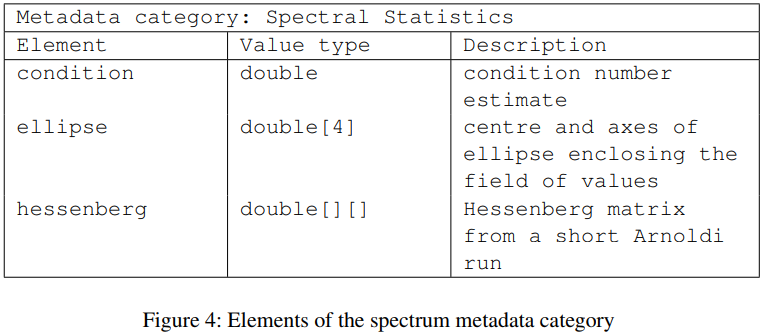 Metadata category: Spectral Statistics
Element Value type Description
condition double condition number
estimate
ellipse double[4] centre and axes of
ellipse enclosing the
field of values
hessenberg double[][] Hessenberg matrix
from a short Arnoldi
run
Figure 4: Elements of the spectrum metadata category